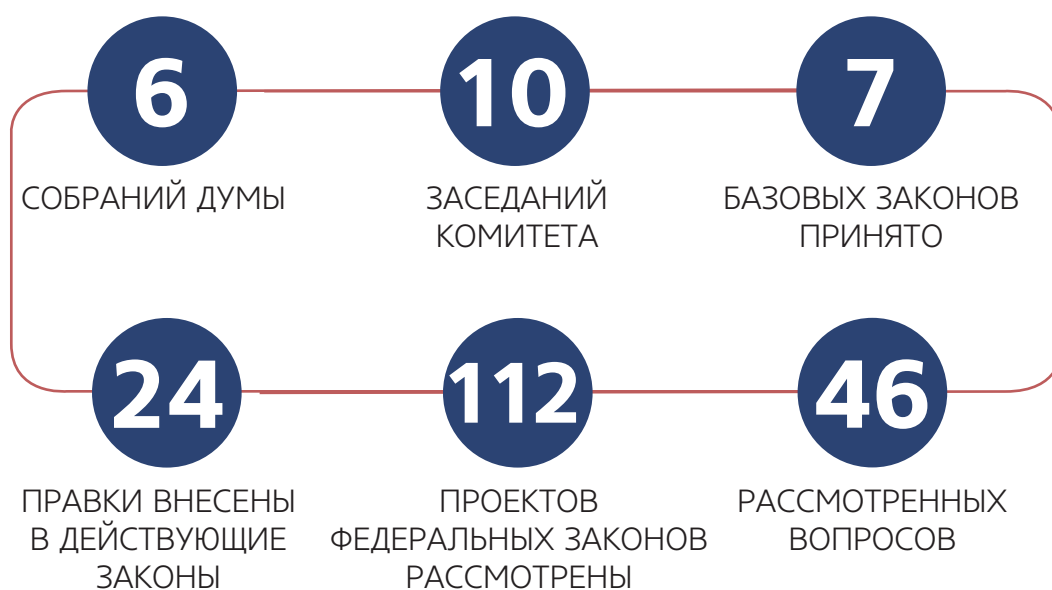 6
СОБРАНИЙ ДУМЫ
10
ЗАСЕДАНИЙ
КОМИТЕТА
7
БАЗОВЫХ ЗАКОНОВ
ПРИНЯТО
24
ПРАВКИ ВНЕСЕНЫ
В ДЕЙСТВУЮЩИЕ
ЗАКОНЫ
112
ПРОЕКТОВ
ФЕДЕРАЛЬНЫХ ЗАКОНОВ
РАССМОТРЕНЫ
46
РАССМОТРЕННЫХ
ВОПРОСОВ